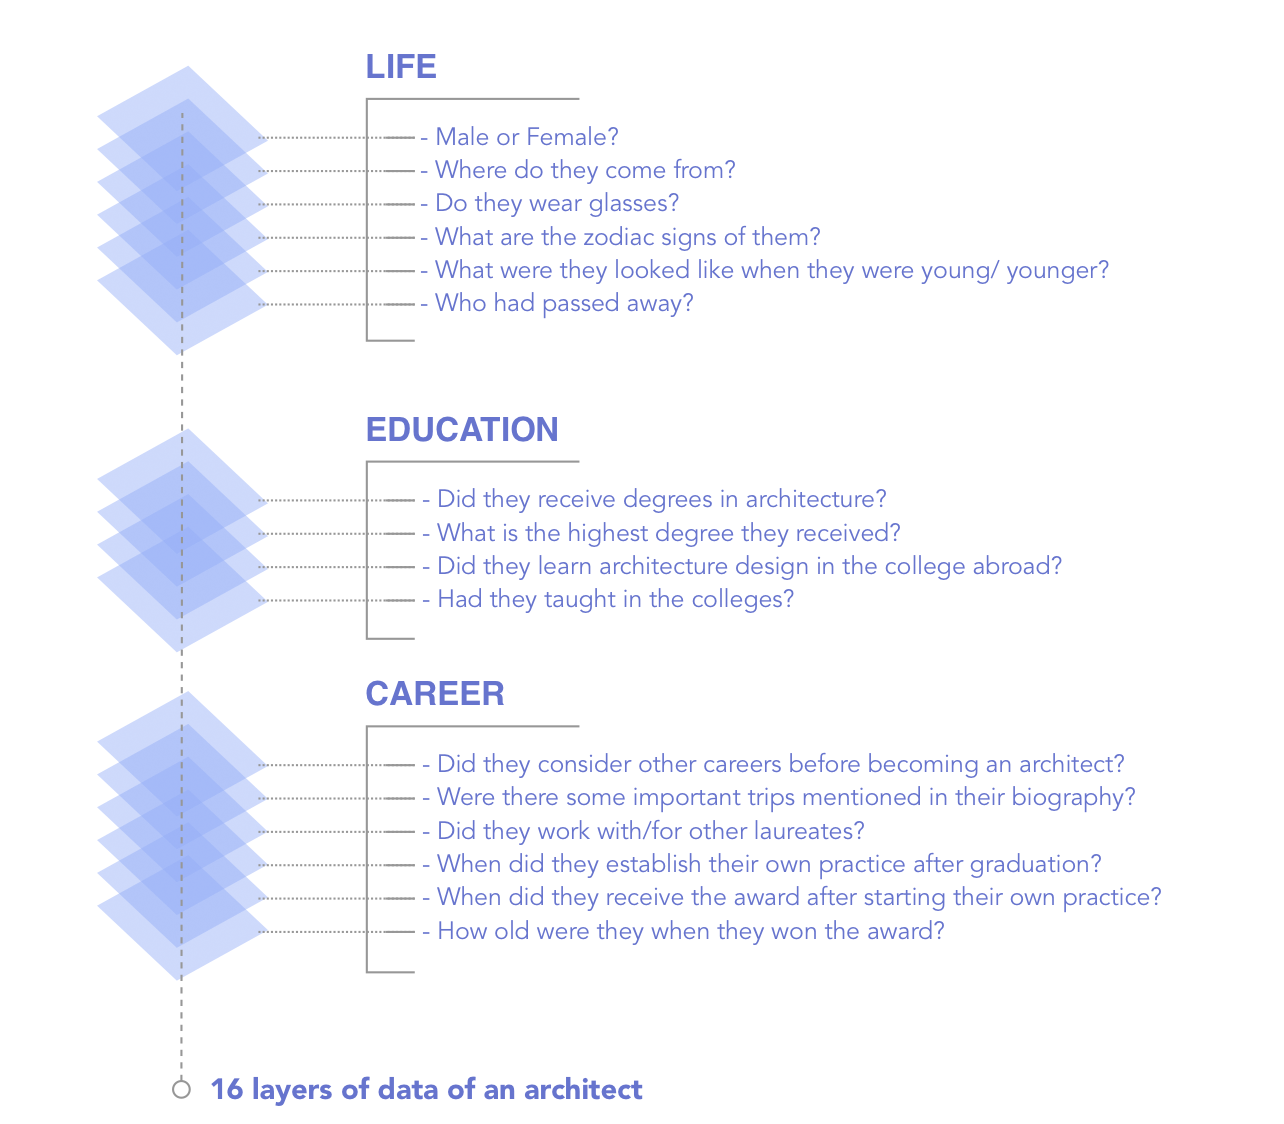 LIFE
- Male or Female?
- Where do they come from?
- Do they wear glasses?
- What are the zodiac signs of them?
- What were they looked like when they were young/ younger?
- Who had passed away?
EDUCATION
- Did they receive degrees in architecture?
- What is the highest degree they received?
- Did they learn architecture design in the college abroad?
- Had they taught in the colleges?
CAREER
- Did they consider other careers before becoming an architect?
- Were there some important trips mentioned in their biography?
- Did they work with/for other laureates?
- When did they establish their own practice after graduation?
- When did they receive the award after starting their own practice?
- How old were they when they won the award?
16 layers of data of an architect